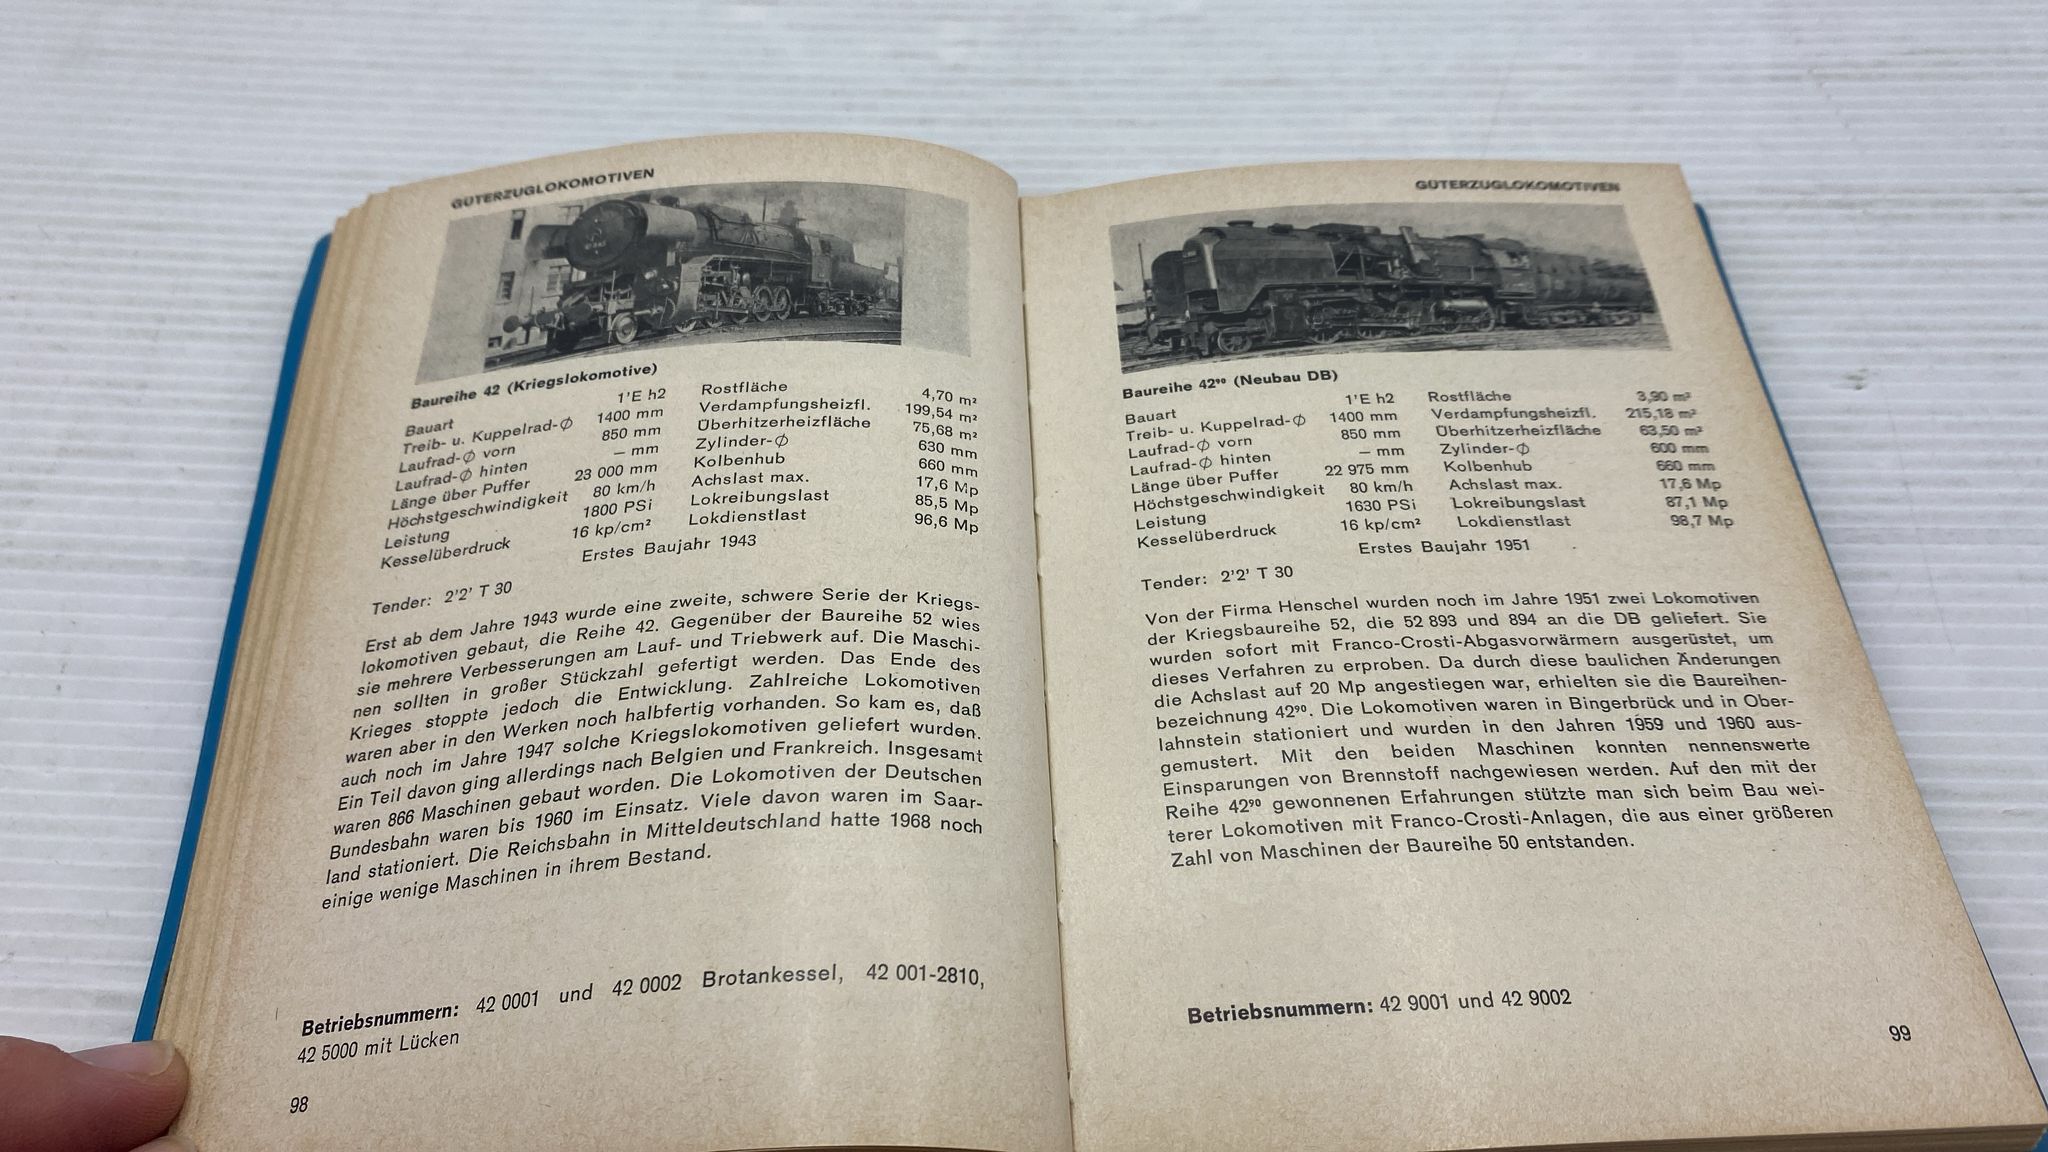 GÜTERZUGLOKOMOTIVEN
Baureihe 42 (Kriegslokomotive)
Bauart 1'E h2
Treib- u. Kuppelrad-∅ 1400 mm
Laufrad-∅ vorn 850 mm
Laufrad-∅ hinten — mm
Länge über Puffer 23 000 mm
Höchstgeschwindigkeit 80 km/h
Leistung 1800 PSi
Kesselüberdruck 16 kp/cm²
Rostfläche 4,70 m²
Verdampfungsheizfl. 199,54 m²
Überhitzerheizfläche 75,68 m²
Zylinder-∅ 630 mm
Kolbenhub 660 mm
Achslast max. 17,6 Mp
Lokreibungslast 85,5 Mp
Lokdienstlast 96,6 Mp
Erstes Baujahr 1943
Tender: 2'2' T 30
Erst ab dem Jahre 1943 wurde eine zweite, schwere Serie der Kriegs-
lokomotiven gebaut, die Reihe 42. Gegenüber der Baureihe 52 wies
sie mehrere Verbesserungen am Lauf- und Triebwerk auf. Die Maschi-
nen sollten in großer Stückzahl gefertigt werden. Das Ende des
Krieges stoppte jedoch die Entwicklung. Zahlreiche Lokomotiven
waren aber in den Werken noch halbfertig vorhanden. So kam es, daß
auch noch im Jahre 1947 solche Kriegslokomotiven geliefert wurden.
Ein Teil davon ging allerdings nach Belgien und Frankreich. Insgesamt
waren 866 Maschinen gebaut worden. Die Lokomotiven der Deutschen
Bundesbahn waren bis 1960 im Einsatz. Viele davon waren im Saar-
land stationiert. Die Reichsbahn in Mitteldeutschland hatte 1968 noch
einige wenige Maschinen in ihrem Bestand.
Betriebsnummern: 42 0001 und 42 0002 Brotankessel, 42 001-2810,
42 5000 mit Lücken
98
GÜTERZUGLOKOMOTIVEN
Baureihe 42⁹⁰ (Neubau DB)
Bauart 1'E h2
Treib- u. Kuppelrad-∅ 1400 mm
Laufrad-∅ vorn 850 mm
Laufrad-∅ hinten — mm
Länge über Puffer 22 975 mm
Höchstgeschwindigkeit 80 km/h
Leistung 1630 PSi
Kesselüberdruck 16 kp/cm²
Rostfläche 3,90 m²
Verdampfungsheizfl. 215,18 m²
Überhitzerheizfläche 63,50 m²
Zylinder-∅ 600 mm
Kolbenhub 660 mm
Achslast max. 17,6 Mp
Lokreibungslast 87,1 Mp
Lokdienstlast 98,7 Mp
Erstes Baujahr 1951
Tender: 2'2' T 30
Von der Firma Henschel wurden noch im Jahre 1951 zwei Lokomotiven
der Kriegsbaureihe 52, die 52 893 und 894 an die DB geliefert. Sie
wurden sofort mit Franco-Crosti-Abgasvorwärmern ausgerüstet, um
dieses Verfahren zu erproben. Da durch diese baulichen Änderungen
die Achslast auf 20 Mp angestiegen war, erhielten sie die Baureihen-
bezeichnung 42⁹⁰. Die Lokomotiven waren in Bingerbrück und in Ober-
lahnstein stationiert und wurden in den Jahren 1959 und 1960 aus-
gemustert. Mit den beiden Maschinen konnten nennenswerte
Einsparungen von Brennstoff nachgewiesen werden. Auf den mit der
Reihe 42⁹⁰ gewonnenen Erfahrungen stützte man sich beim Bau wei-
terer Lokomotiven mit Franco-Crosti-Anlagen, die aus einer größeren
Zahl von Maschinen der Baureihe 50 entstanden.
Betriebsnummern: 42 9001 und 42 9002
99